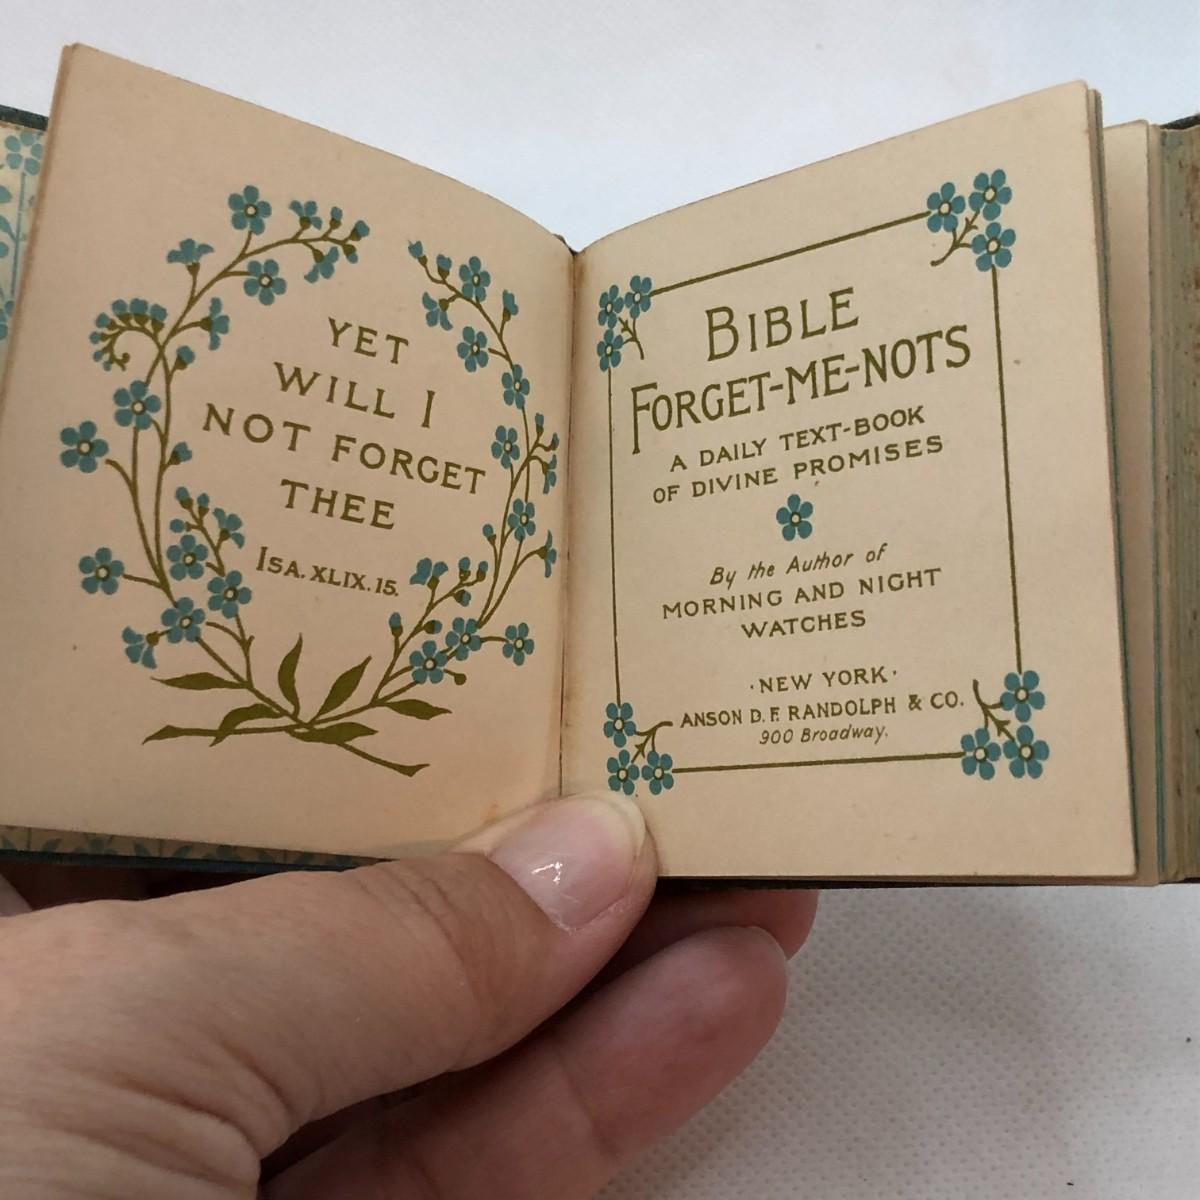 YET
WILL I
NOT FORGET
THEE
ISA. XLIX. 15.
BIBLE
FORGET-ME-NOTS
A DAILY TEXT-BOOK
OF DIVINE PROMISES
By the Author of
MORNING AND NIGHT
WATCHES
·NEW YORK·
ANSON D. F. RANDOLPH & CO.
900 Broadway.